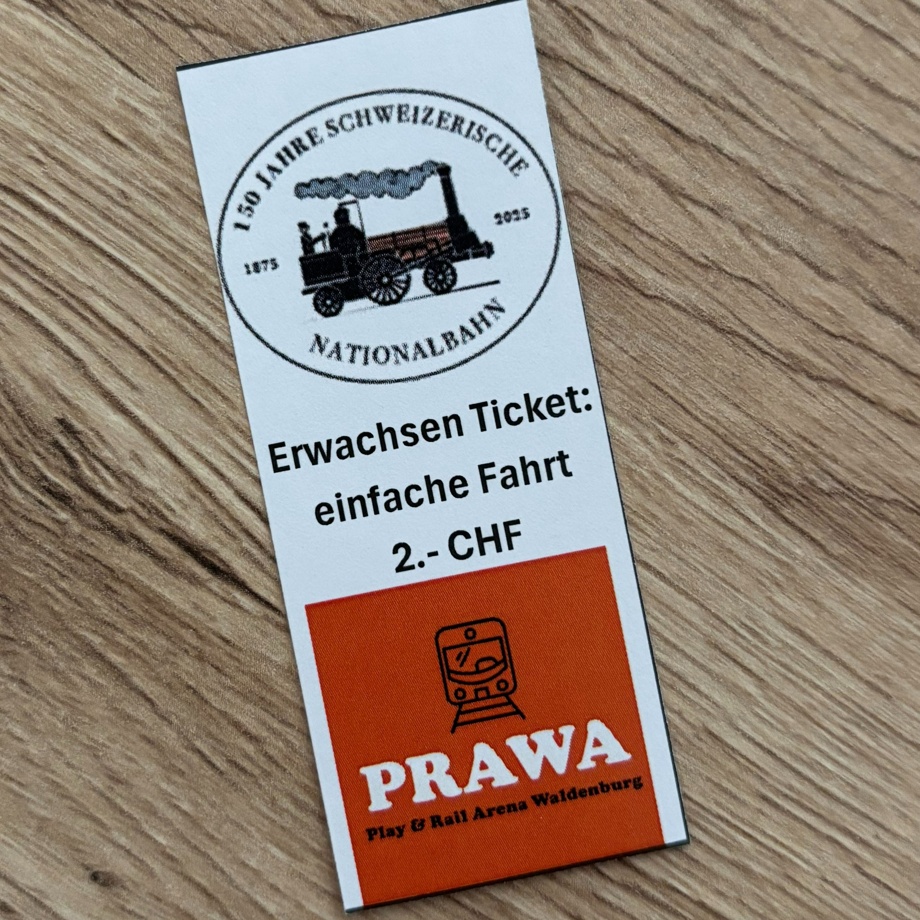 150 JAHRE SCHWEIZERISCHE
1875
2025
NATIONALBAHN
Erwachsen Ticket:
einfache Fahrt
2.- CHF
PRAWA
Play & Rail Arena Waldenburg